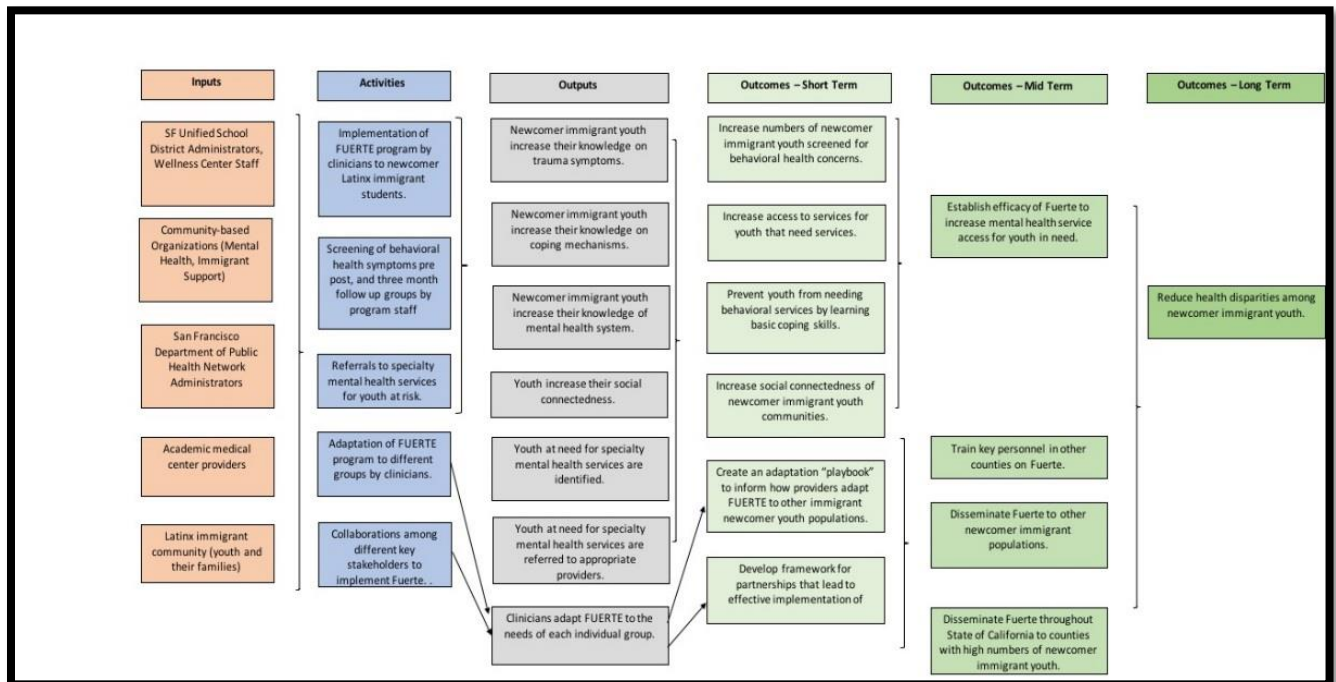 Inputs
SF Unified School
District Administrators,
Wellness Center Staff
Community-based
Organizations (Mental
Health, Immigrant
Support)
San Francisco
Department of Public
Health Network
Administrators
Academic medical
center providers
Latinx immigrant
community (youth and
their families)
Activities
Implementation of
FUERTE program by
clinicians to newcomer
Latinx immigrant
students.
Screening of behavioral
health symptoms pre
post, and three month
follow up groups by
program staff
Referrals to specialty
mental health services
for youth at risk.
Adaptation of FUERTE
program to different
groups by clinicians.
Collaborations among
different key
stakeholders to
implement Fuerte. .
Outputs
Newcomer immigrant youth
increase their knowledge on
trauma symptoms.
Newcomer immigrant youth
increase their knowledge on
coping mechanisms.
Newcomer immigrant youth
increase their knowledge of
mental health system.
Youth increase their social
connectedness.
Youth at need for specialty
mental health services are
identified.
Youth at need for specialty
mental health services are
referred to appropriate
providers.
Clinicians adapt FUERTE to the
needs of each individual group.
Outcomes – Short Term
Increase numbers of newcomer
immigrant youth screened for
behavioral health concerns.
Increase access to services for
youth that need services.
Prevent youth from needing
behavioral services by learning
basic coping skills.
Increase social connectedness of
newcomer immigrant youth
communities.
Create an adaptation “playbook”
to inform how providers adapt
FUERTE to other immigrant
newcomer youth populations.
Develop framework for
partnerships that lead to
effective implementation of
Outcomes – Mid Term
Establish efficacy of Fuerte to
increase mental health service
access for youth in need.
Train key personnel in other
counties on Fuerte.
Disseminate Fuerte to other
newcomer immigrant
populations.
Disseminate Fuerte throughout
State of California to counties
with high numbers of newcomer
immigrant youth.
Outcomes – Long Term
Reduce health disparities among
newcomer immigrant youth.